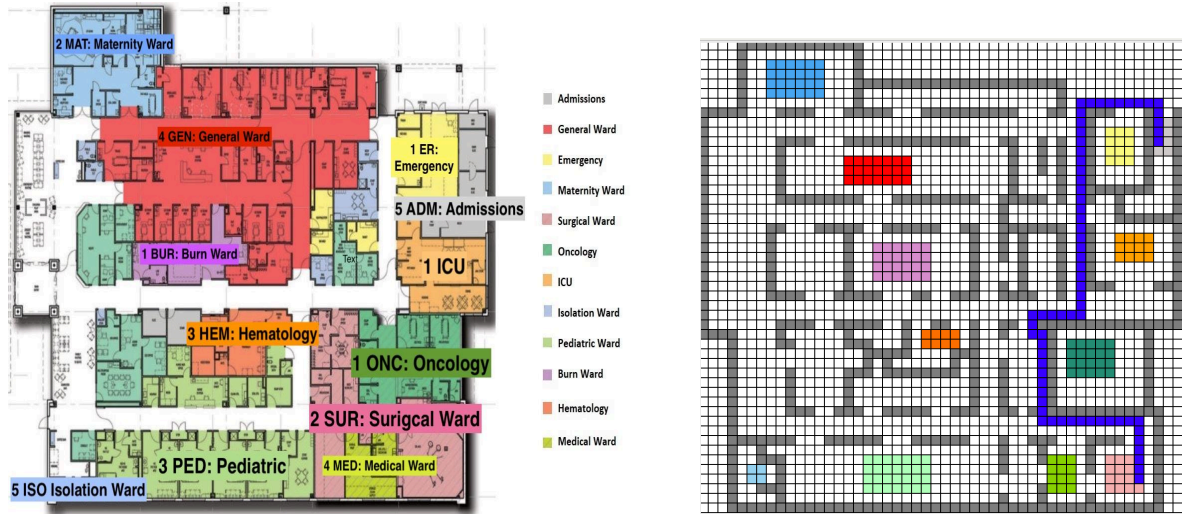 2 MAT: Maternity Ward
4 GEN: General Ward
1 ER:
Emergency
5 ADM: Admissions
1 BUR: Burn Ward
Tex
1 ICU
3 HEM: Hematology
1 ONC: Oncology
2 SUR: Surigcal Ward
3 PED: Pediatric
4 MED: Medical Ward
5 ISO Isolation Ward
Admissions
General Ward
Emergency
Maternity Ward
Surgical Ward
Oncology
ICU
Isolation Ward
Pediatric Ward
Burn Ward
Hematology
Medical Ward